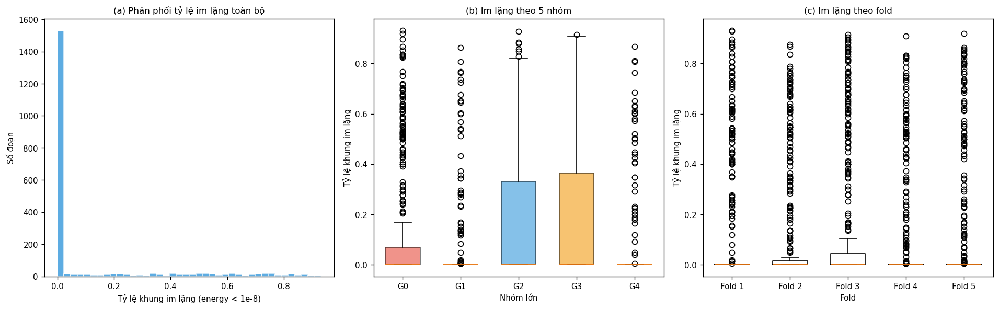 (a) Phân phối tỷ lệ im lặng toàn bộ
1600
1400
1200
1000
800
600
400
200
0
Số đoạn
0.0 0.2 0.4 0.6 0.8
Tỷ lệ khung im lặng (energy < 1e-8)
(b) Im lặng theo 5 nhóm
0.8
0.6
0.4
0.2
0.0
Tỷ lệ khung im lặng
G0 G1 G2 G3 G4
Nhóm lớn
(c) Im lặng theo fold
0.8
0.6
0.4
0.2
0.0
Tỷ lệ khung im lặng
Fold 1 Fold 2 Fold 3 Fold 4 Fold 5
Fold